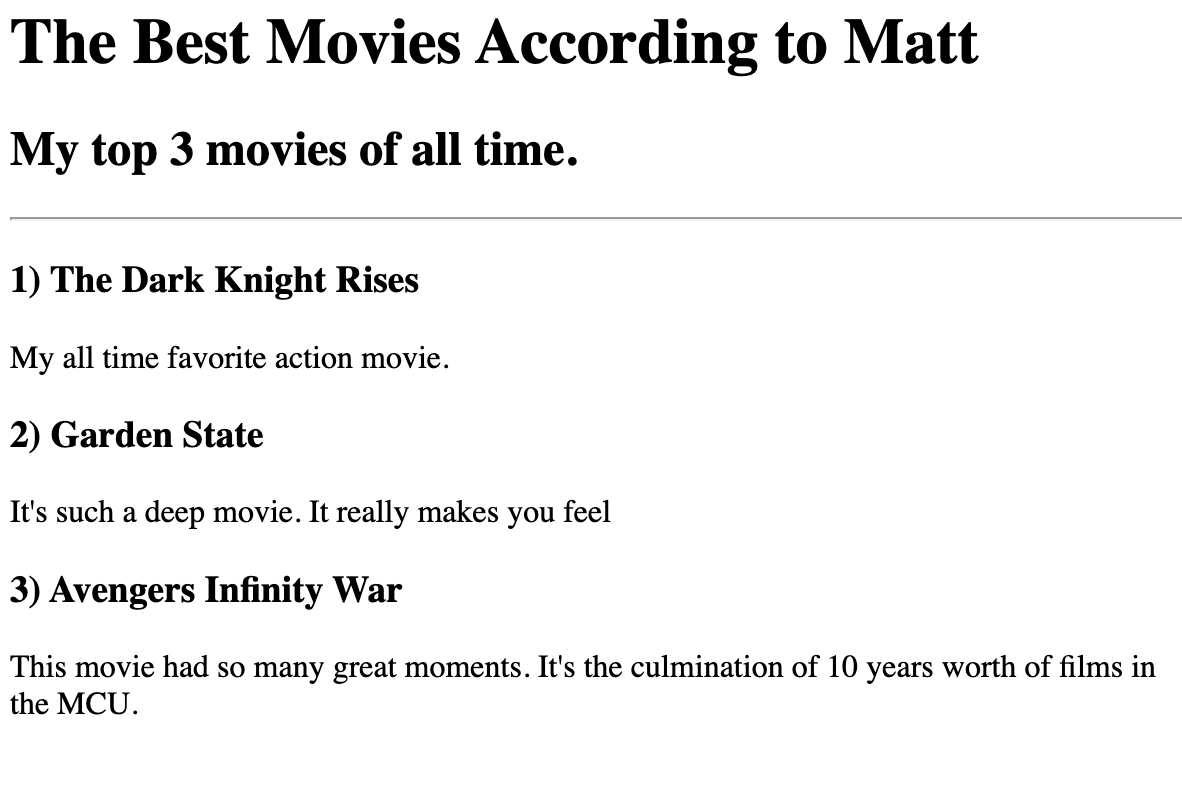 The Best Movies According to Matt
My top 3 movies of all time.
1) The Dark Knight Rises
My all time favorite action movie.
2) Garden State
It's such a deep movie. It really makes you feel
3) Avengers Infinity War
This movie had so many great moments. It's the culmination of 10 years worth of films in
the MCU.